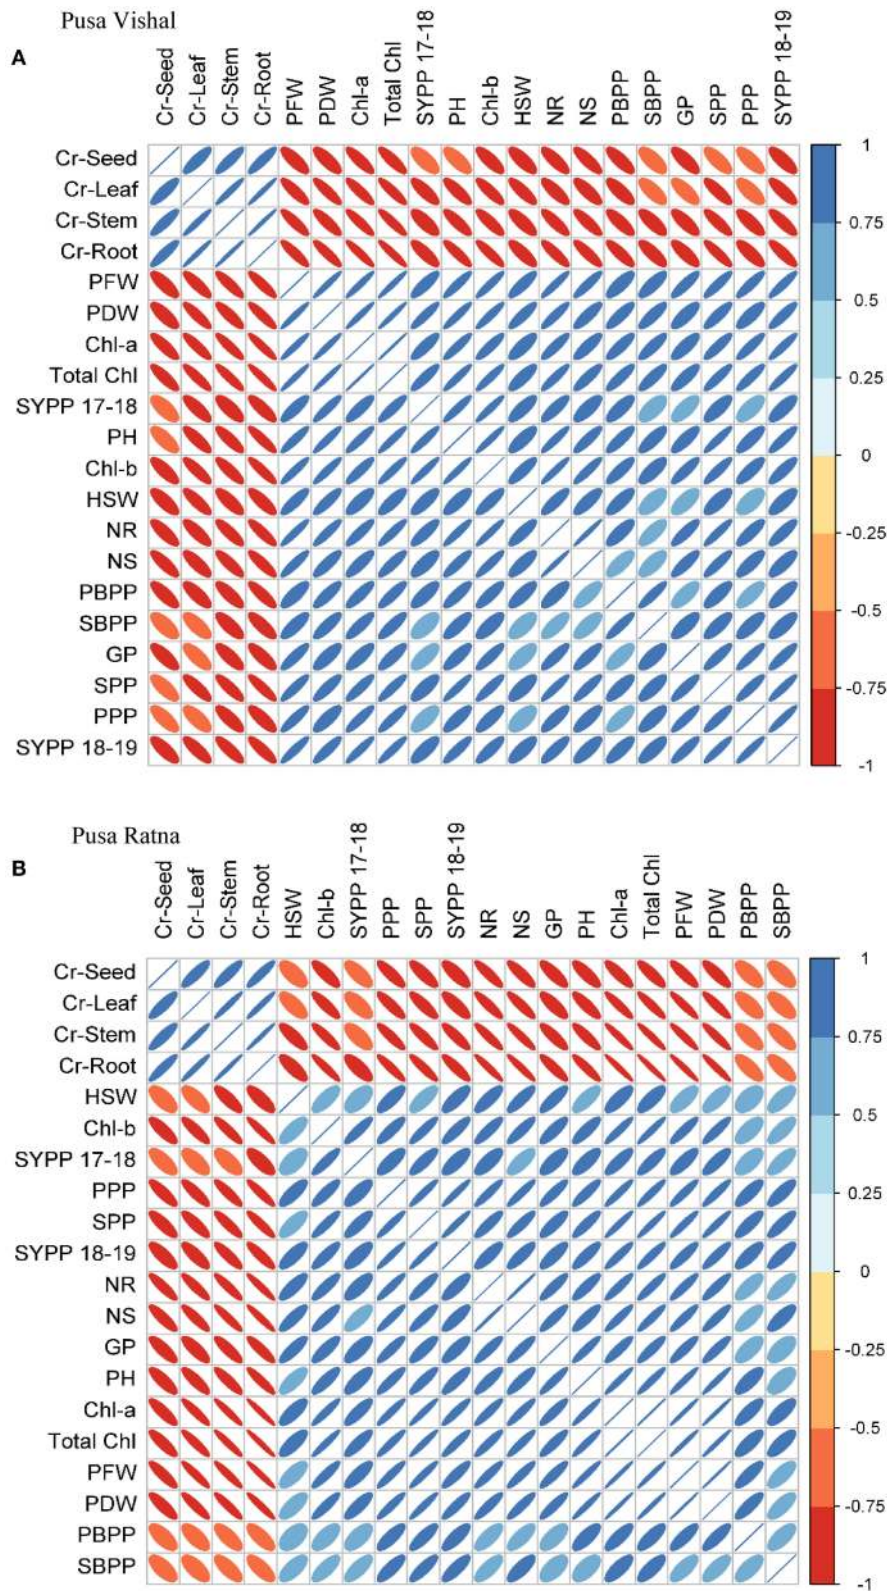 Pusa Vishal
A
Cr-Seed
Cr-Leaf
Cr-Stem
Cr-Root
PFW
PDW
Chl-a
Total Chl
SYPP 17-18
PH
Chl-b
HSW
NR
NS
PBPP
SBPP
GP
SPP
PPP
SYPP 18-19
Cr-Seed
Cr-Leaf
Cr-Stem
Cr-Root
PFW
PDW
Chl-a
Total Chl
SYPP 17-18
PH
Chl-b
HSW
NR
NS
PBPP
SBPP
GP
SPP
PPP
SYPP 18-19
1
0.75
0.5
0.25
0
-0.25
-0.5
-0.75
-1
Pusa Ratna
B
Cr-Seed
Cr-Leaf
Cr-Stem
Cr-Root
HSW
Chl-b
SYPP 17-18
PPP
SPP
SYPP 18-19
NR
NS
GP
PH
Chl-a
Total Chl
PFW
PDW
PBPP
SBPP
Cr-Seed
Cr-Leaf
Cr-Stem
Cr-Root
HSW
Chl-b
SYPP 17-18
PPP
SPP
SYPP 18-19
NR
NS
GP
PH
Chl-a
Total Chl
PFW
PDW
PBPP
SBPP
1
0.75
0.5
0.25
0
-0.25
-0.5
-0.75
-1